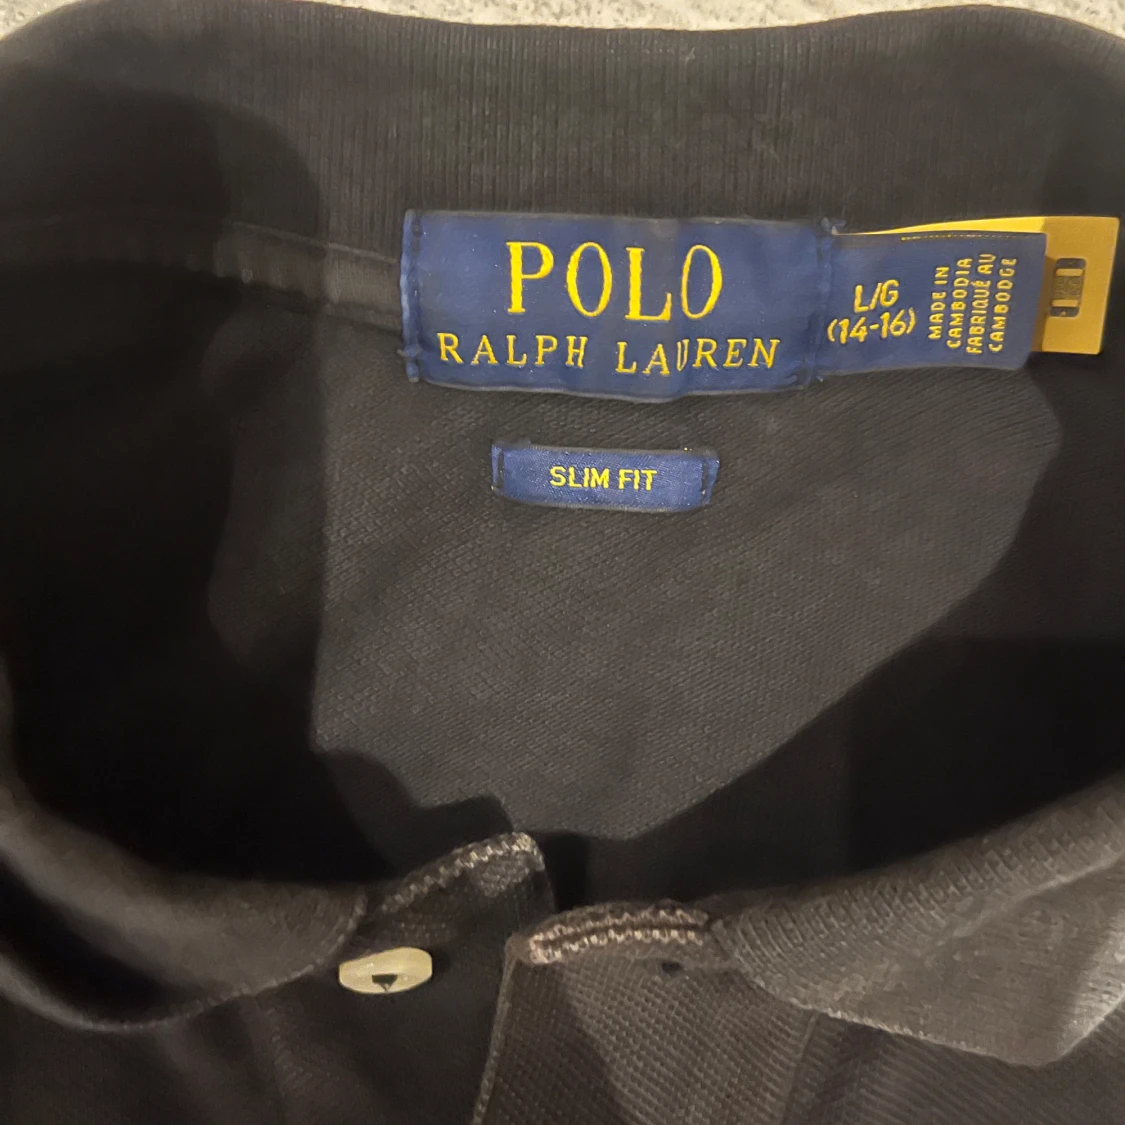 POLO
RALPH LAUREN
L/G
(14-16)
MADE IN
CAMBODIA
FABRIQUÉ AU
CAMBODGE
SLIM FIT